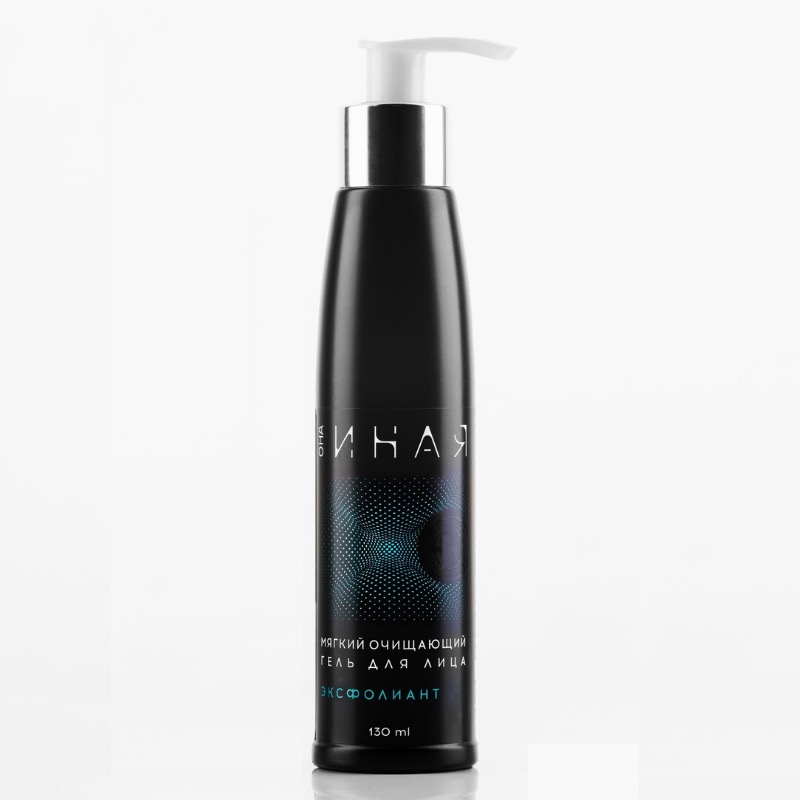 ОНА
ИНАЯ
МЯГКИЙ ОЧИЩАЮЩИЙ
ГЕЛЬ ДЛЯ ЛИЦА
ЭКСФОЛИАНТ
130 ml